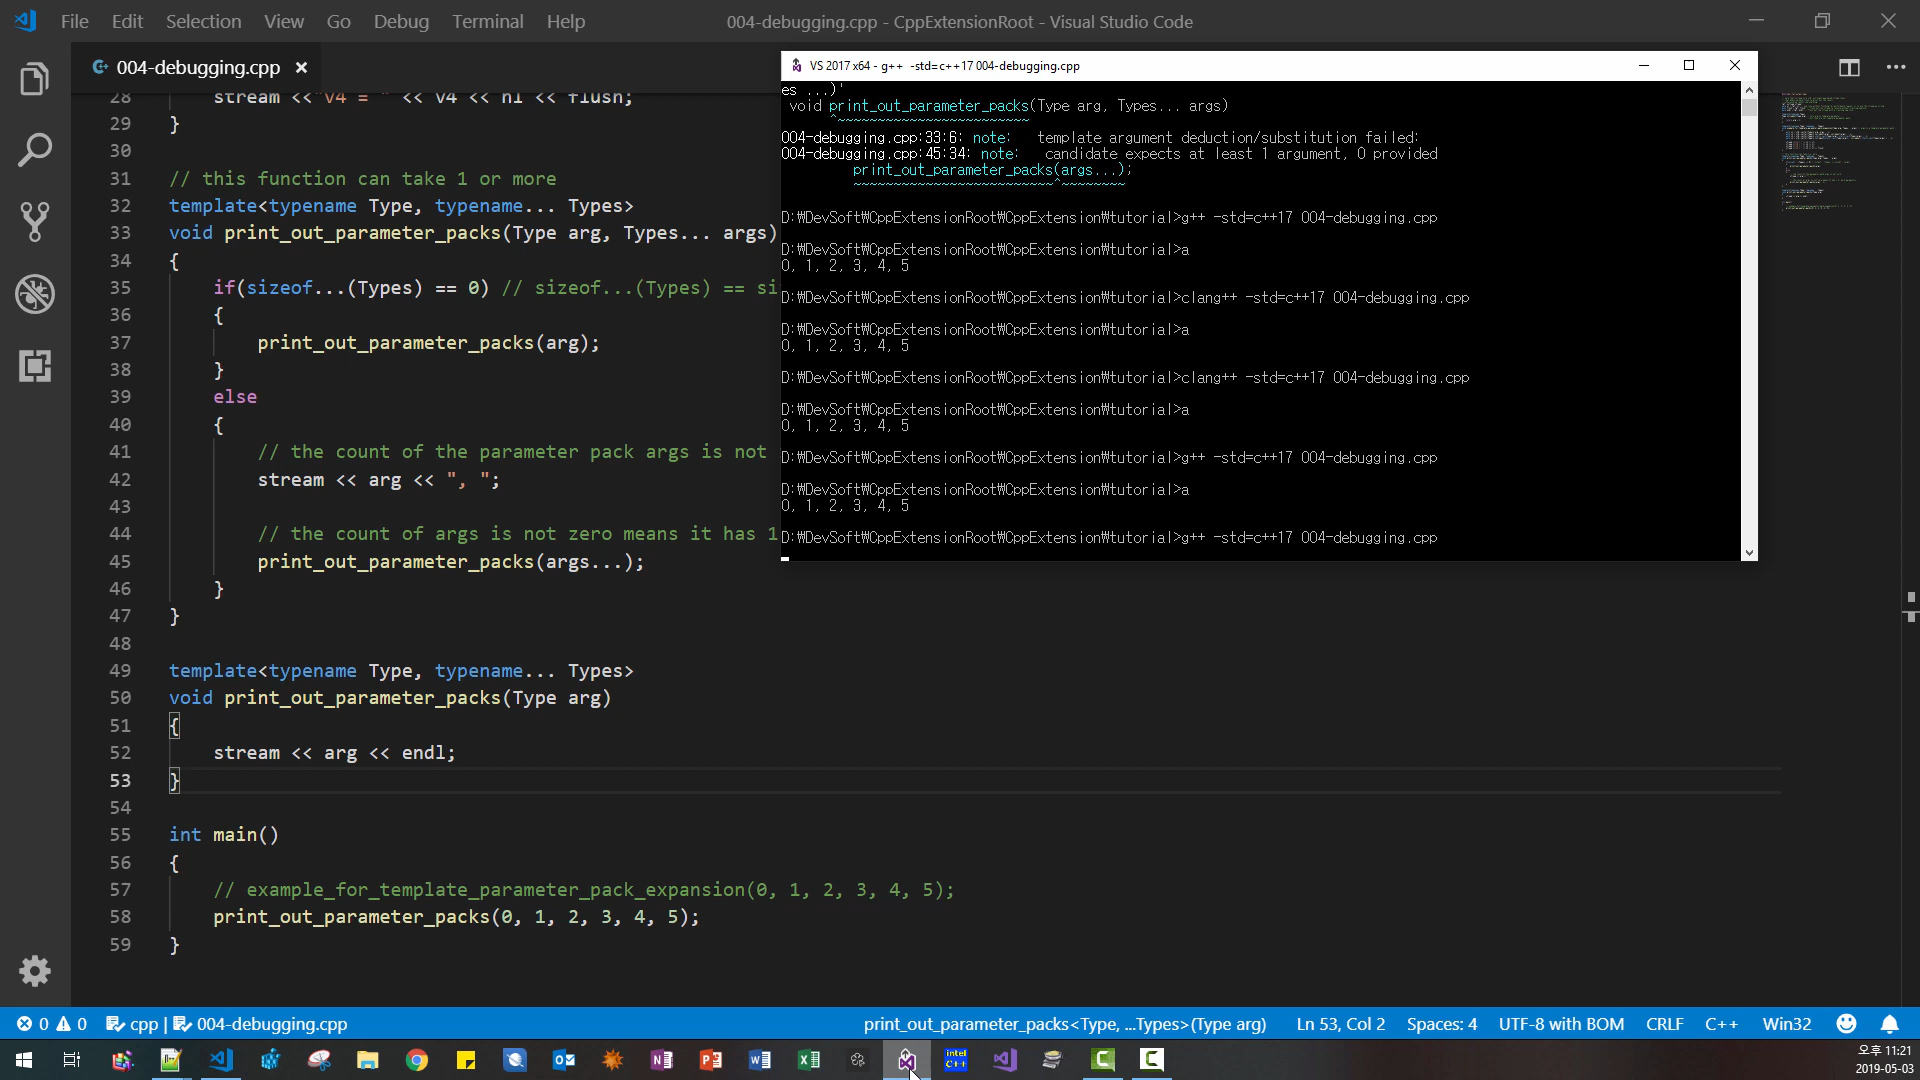 File Edit Selection View Go Debug Terminal Help
004-debugging.cpp - CppExtensionRoot - Visual Studio Code
004-debugging.cpp
28 stream <<"v4 = " << v4 << nl << flush;
29 }
30
31 // this function can take 1 or more
32 template<typename Type, typename... Types>
33 void print_out_parameter_packs(Type arg, Types... args)
34 {
35 if(sizeof...(Types) == 0) // sizeof...(Types) == si
36 {
37 print_out_parameter_packs(arg);
38 }
39 else
40 {
41 // the count of the parameter pack args is not
42 stream << arg << ", ";
43
44 // the count of args is not zero means it has 1
45 print_out_parameter_packs(args...);
46 }
47 }
48
49 template<typename Type, typename... Types>
50 void print_out_parameter_packs(Type arg)
51 {
52 stream << arg << endl;
53 }
54
55 int main()
56 {
57 // example_for_template_parameter_pack_expansion(0, 1, 2, 3, 4, 5);
58 print_out_parameter_packs(0, 1, 2, 3, 4, 5);
59 }
VS 2017 x64 - g++ -std=c++17 004-debugging.cpp
es ...)'
void print_out_parameter_packs(Type arg, Types... args)
^~~~~~~~~~~~~~~~~~~~~~~~~
004-debugging.cpp:33:6: note:   template argument deduction/substitution failed:
004-debugging.cpp:45:34: note:   candidate expects at least 1 argument, 0 provided
print_out_parameter_packs(args...);
~~~~~~~~~~~~~~~~~~~~~~~~~^~~~~~~~~
D:₩DevSoft₩CppExtensionRoot₩CppExtension₩tutorial>g++ -std=c++17 004-debugging.cpp
D:₩DevSoft₩CppExtensionRoot₩CppExtension₩tutorial>a
0, 1, 2, 3, 4, 5
D:₩DevSoft₩CppExtensionRoot₩CppExtension₩tutorial>clang++ -std=c++17 004-debugging.cpp
D:₩DevSoft₩CppExtensionRoot₩CppExtension₩tutorial>a
0, 1, 2, 3, 4, 5
D:₩DevSoft₩CppExtensionRoot₩CppExtension₩tutorial>clang++ -std=c++17 004-debugging.cpp
D:₩DevSoft₩CppExtensionRoot₩CppExtension₩tutorial>a
0, 1, 2, 3, 4, 5
D:₩DevSoft₩CppExtensionRoot₩CppExtension₩tutorial>g++ -std=c++17 004-debugging.cpp
D:₩DevSoft₩CppExtensionRoot₩CppExtension₩tutorial>a
0, 1, 2, 3, 4, 5
D:₩DevSoft₩CppExtensionRoot₩CppExtension₩tutorial>g++ -std=c++17 004-debugging.cpp
0 0 cpp | 004-debugging.cpp
print_out_parameter_packs<Type, ...Types>(Type arg) Ln 53, Col 2 Spaces: 4 UTF-8 with BOM CRLF C++ Win32
intel C++
오후 11:21
2019-05-03